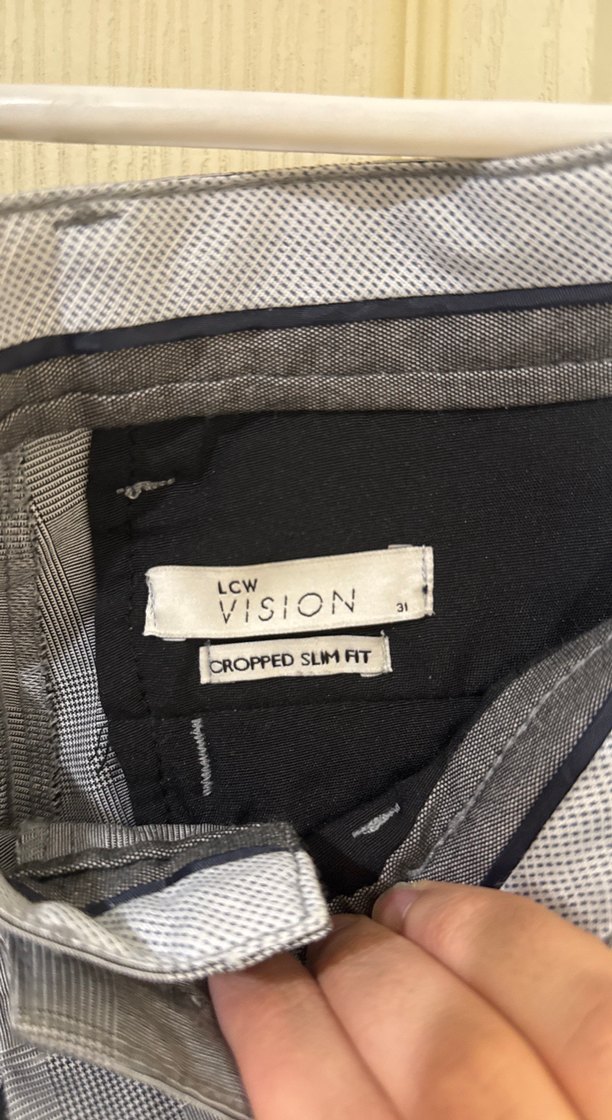 LCW
VISION
31
CROPPED SLIM FIT